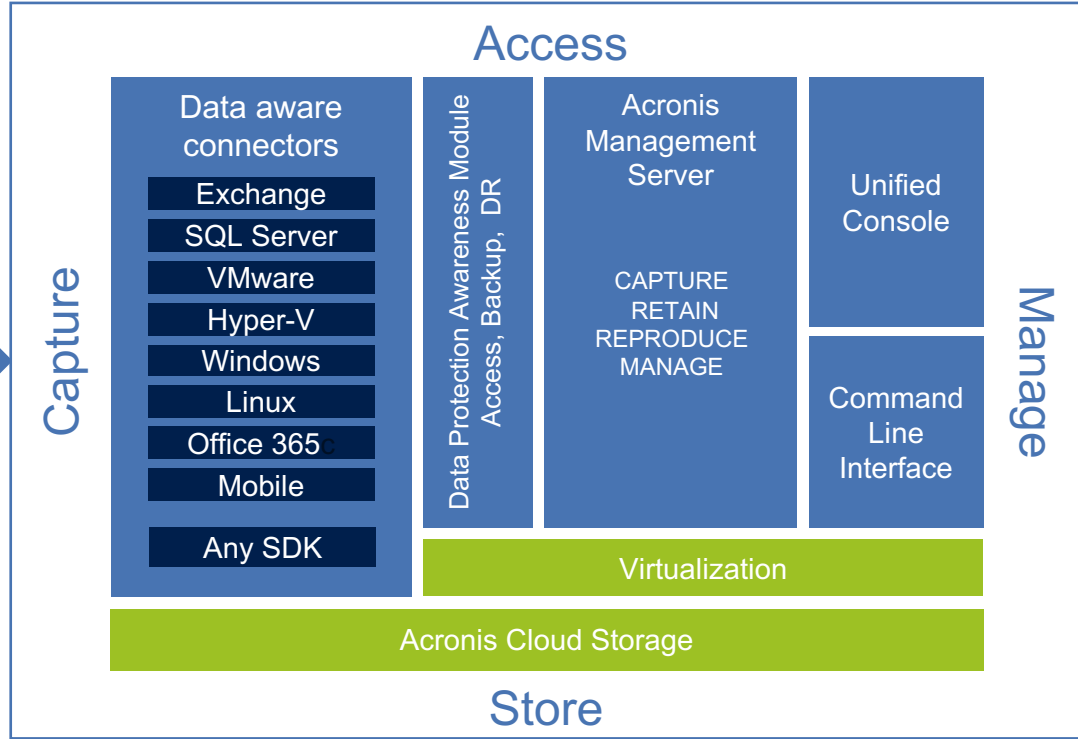 Access
Capture
Data aware
connectors
Exchange
SQL Server
VMware
Hyper-V
Windows
Linux
Office 365c
Mobile
Any SDK
Data Protection Awareness Module
Access, Backup, DR
Acronis
Management
Server
CAPTURE
RETAIN
REPRODUCE
MANAGE
Unified
Console
Command
Line
Interface
Manage
Virtualization
Acronis Cloud Storage
Store